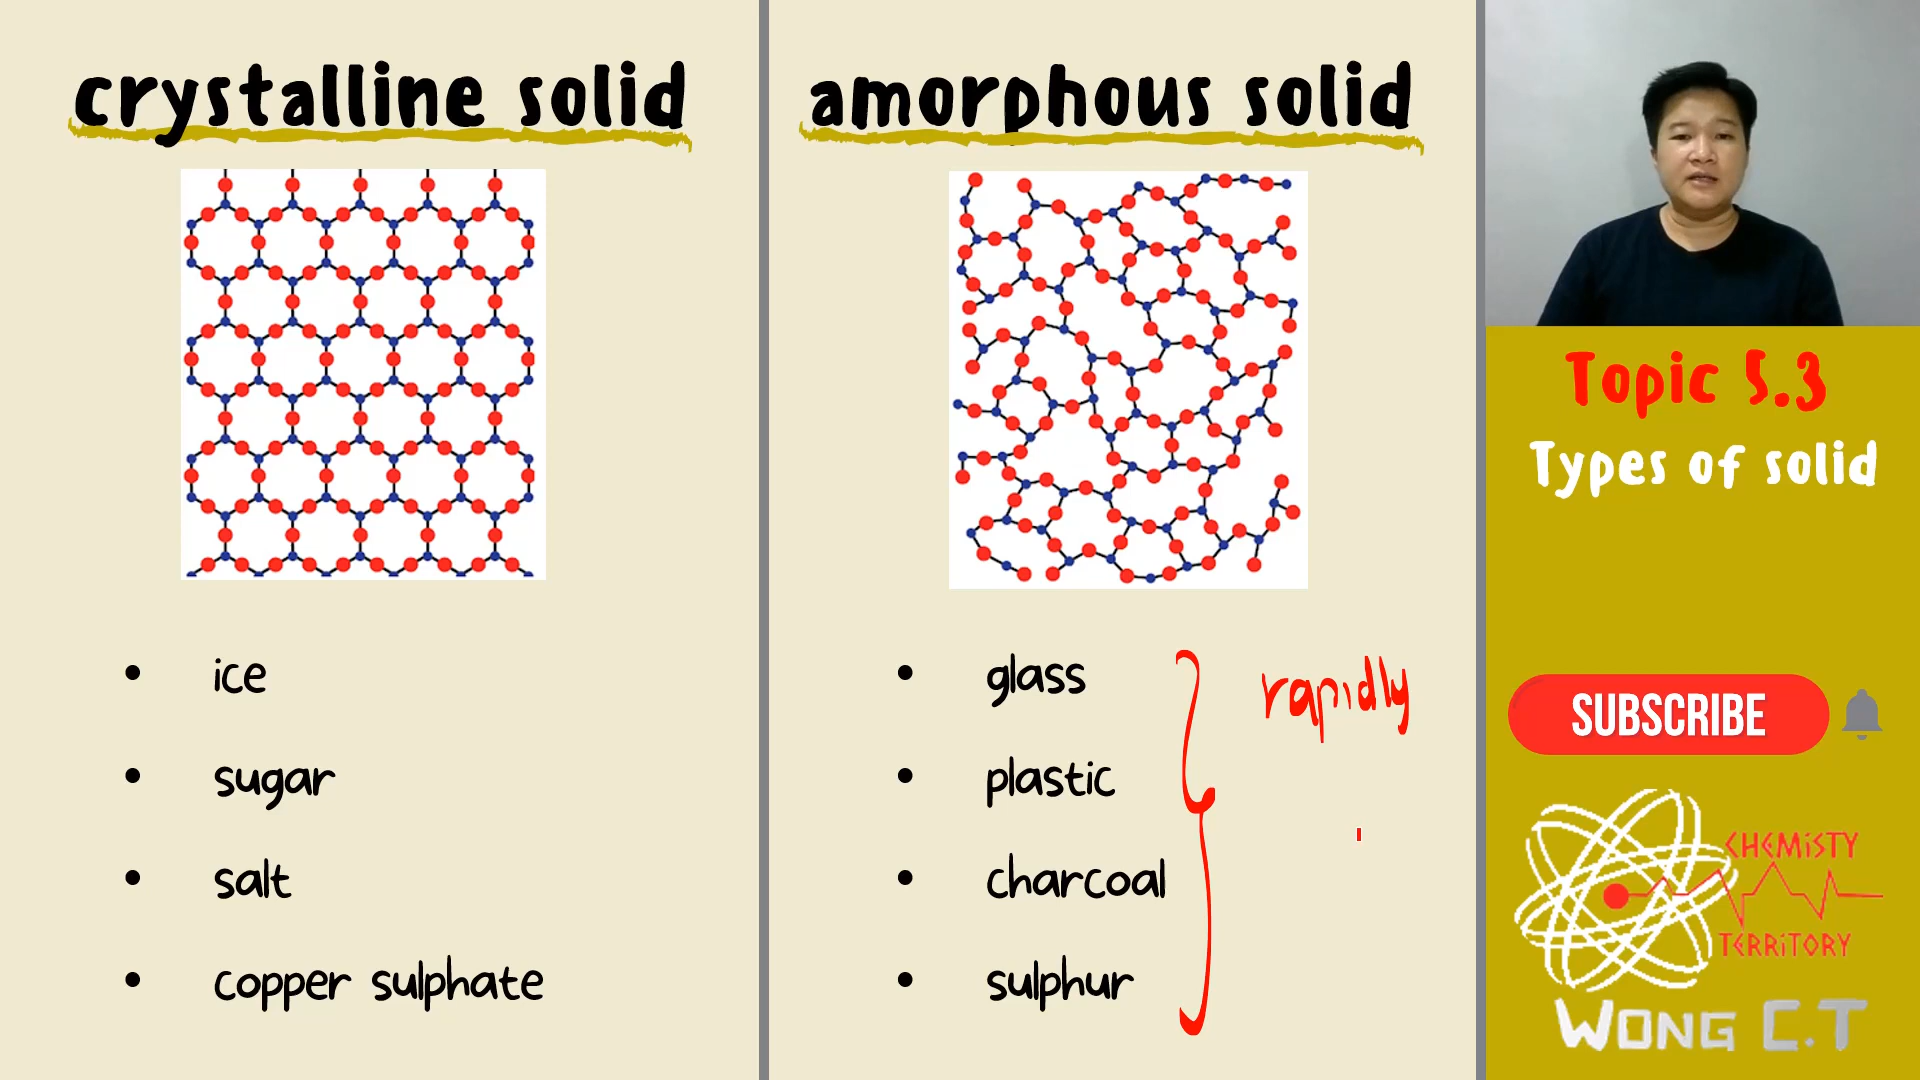 crystalline solid
• ice
• sugar
• salt
• copper sulphate
amorphous solid
• glass
• plastic
• charcoal
• sulphur
rapidly
Topic 5.3
Types of solid
SUBSCRIBE
CHEMiSTY
TERRiTORY
WONG C.T